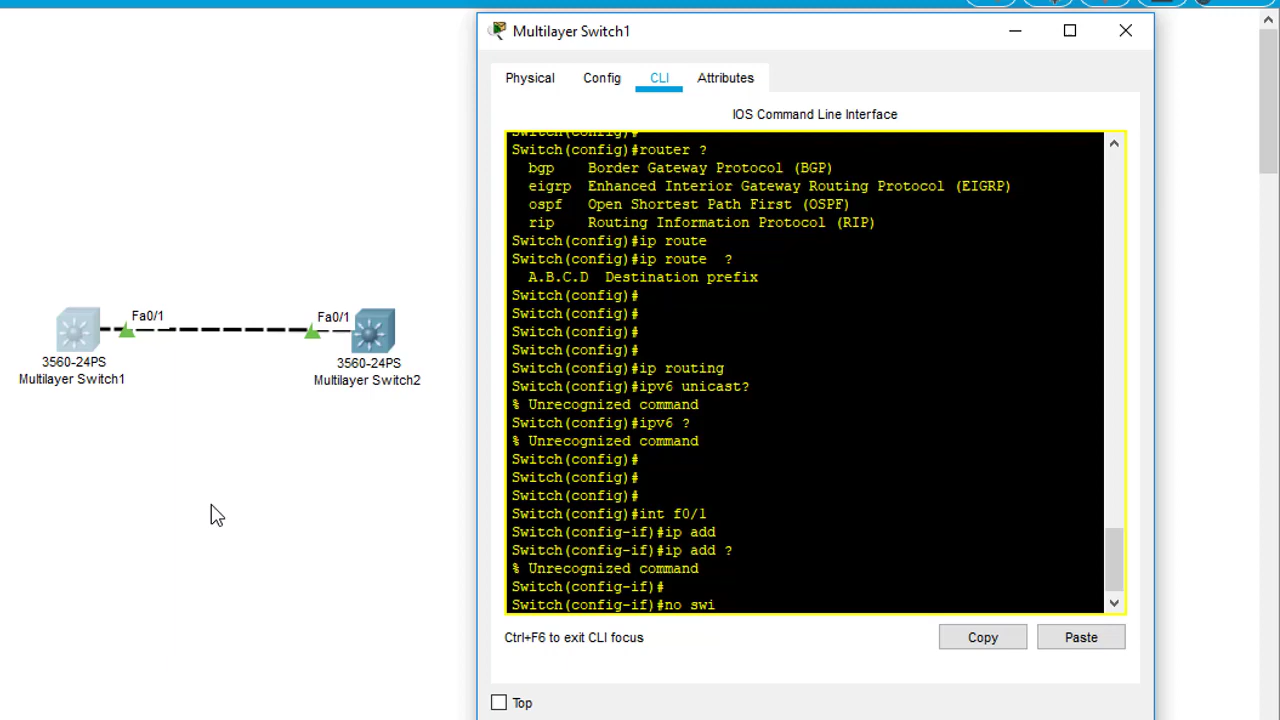 Multilayer Switch1
Physical
Config
CLI
Attributes
IOS Command Line Interface
Switch(config)#
Switch(config)#router ?
bgp Border Gateway Protocol (BGP)
eigrp Enhanced Interior Gateway Routing Protocol (EIGRP)
ospf Open Shortest Path First (OSPF)
rip Routing Information Protocol (RIP)
Switch(config)#ip route
Switch(config)#ip route ?
A.B.C.D Destination prefix
Switch(config)#
Switch(config)#
Switch(config)#
Switch(config)#
Switch(config)#ip routing
Switch(config)#ipv6 unicast?
% Unrecognized command
Switch(config)#ipv6 ?
% Unrecognized command
Switch(config)#
Switch(config)#
Switch(config)#
Switch(config)#int f0/1
Switch(config-if)#ip add
Switch(config-if)#ip add ?
% Unrecognized command
Switch(config-if)#
Switch(config-if)#no swi
Ctrl+F6 to exit CLI focus
Copy
Paste
Top
Fa0/1
3560-24PS
Multilayer Switch1
Fa0/1
3560-24PS
Multilayer Switch2